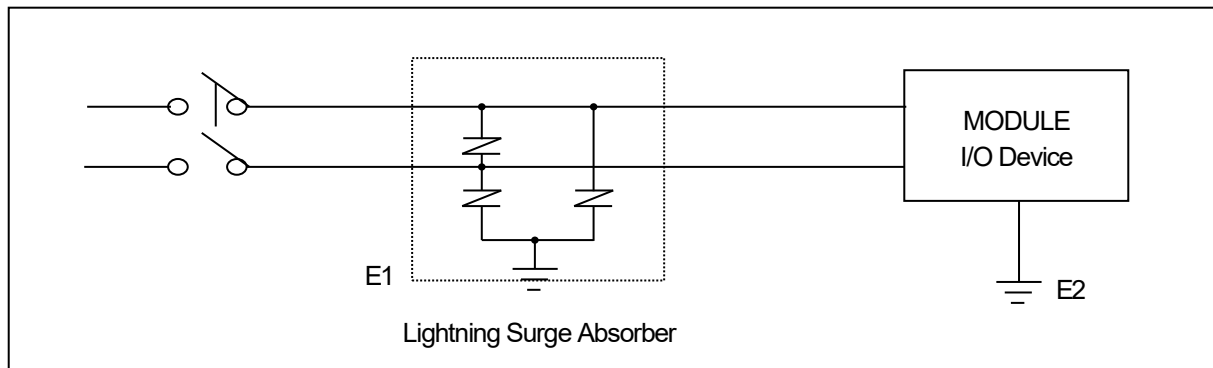 MODULE
I/O Device
E1
E2
Lightning Surge Absorber